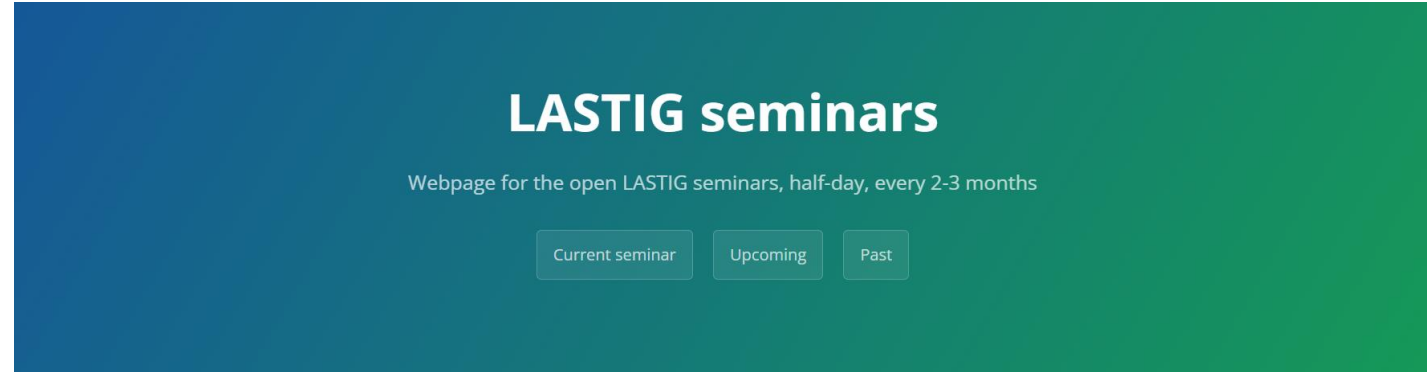 LASTIG seminars
Webpage for the open LASTIG seminars, half-day, every 2-3 months
Current seminar Upcoming Past